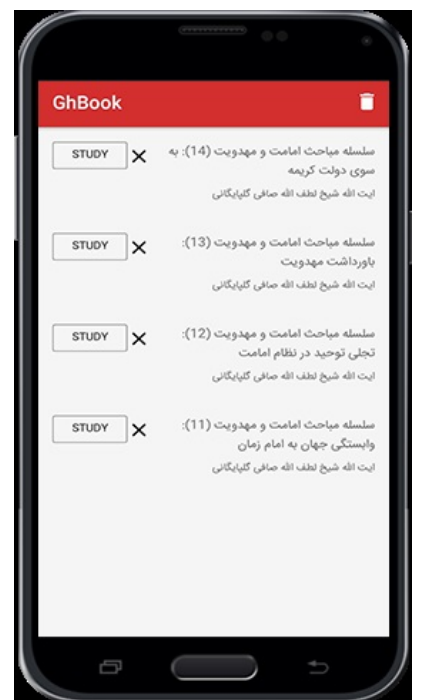 GhBook
STUDY
سلسله مباحث امامت و مهدویت (14): به
سوی دولت کریمه
ایت الله شیخ لطف الله صافی گلپایگانی
STUDY
سلسله مباحث امامت و مهدویت (13):
باورداشت مهدویت
ایت الله شیخ لطف الله صافی گلپایگانی
STUDY
سلسله مباحث امامت و مهدویت (12):
تجلی توحید در نظام امامت
ایت الله شیخ لطف الله صافی گلپایگانی
STUDY
سلسله مباحث امامت و مهدویت (11):
وابستگی جهان به امام زمان
ایت الله شیخ لطف الله صافی گلپایگانی